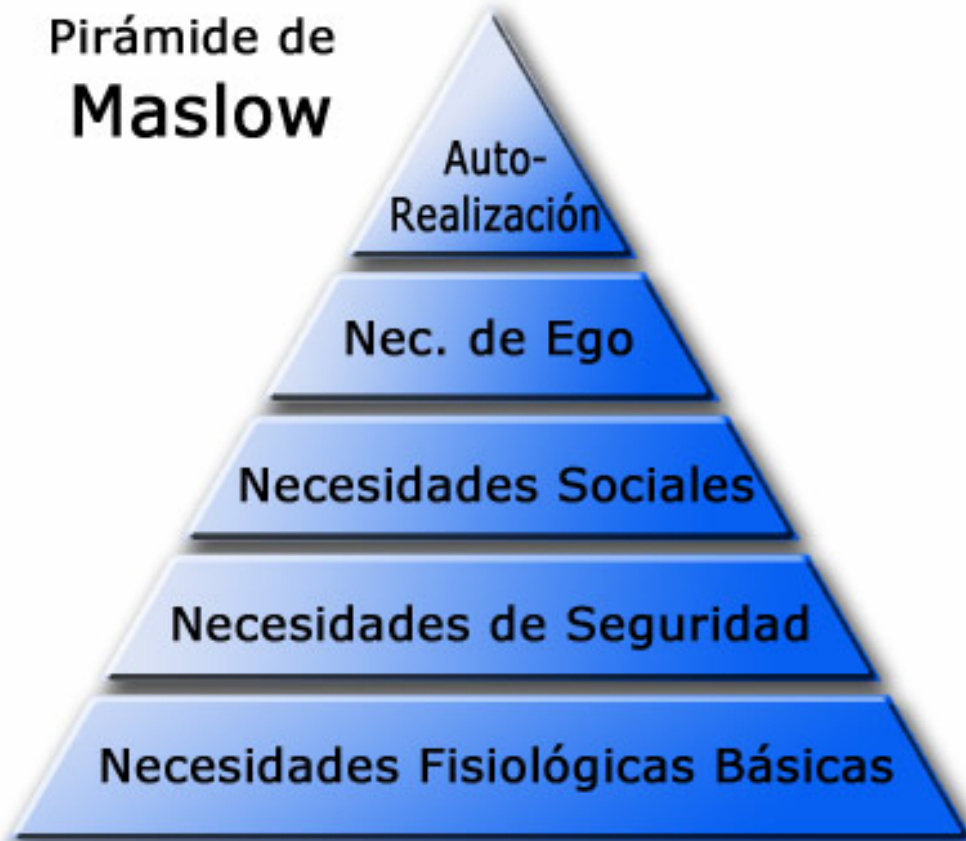 Pirámide de
Maslow
Auto-
Realización
Nec. de Ego
Necesidades Sociales
Necesidades de Seguridad
Necesidades Fisiológicas Básicas